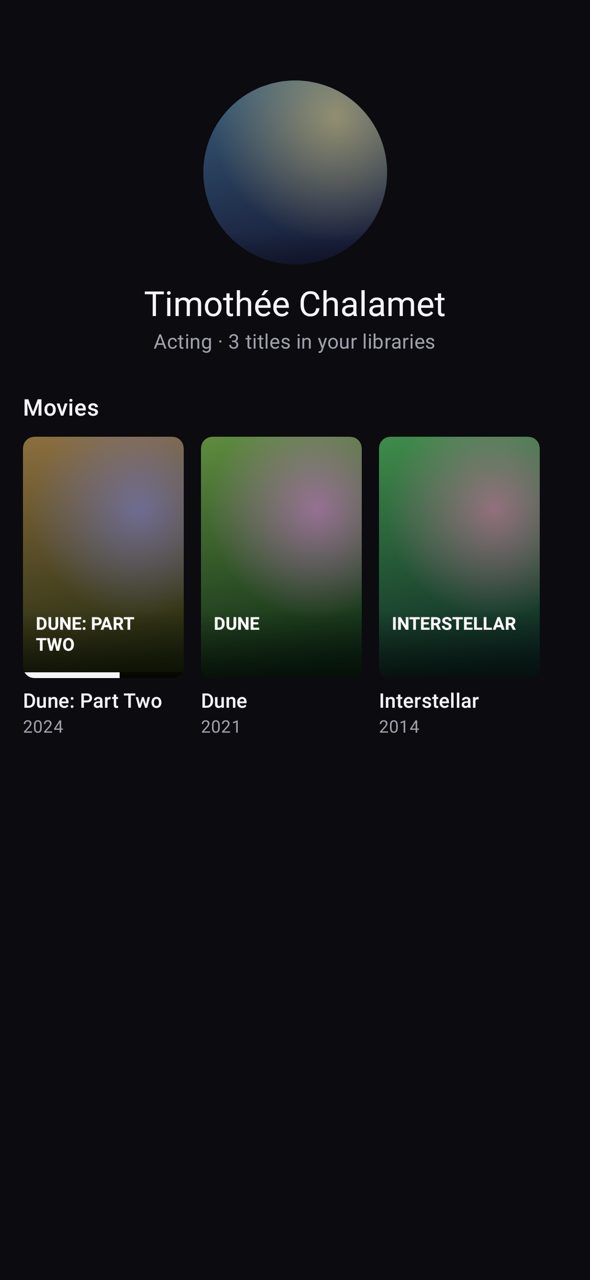 Timothée Chalamet
Acting · 3 titles in your libraries
Movies
DUNE: PART
TWO
DUNE
INTERSTELLAR
Dune: Part Two
Dune
Interstellar
2024
2021
2014